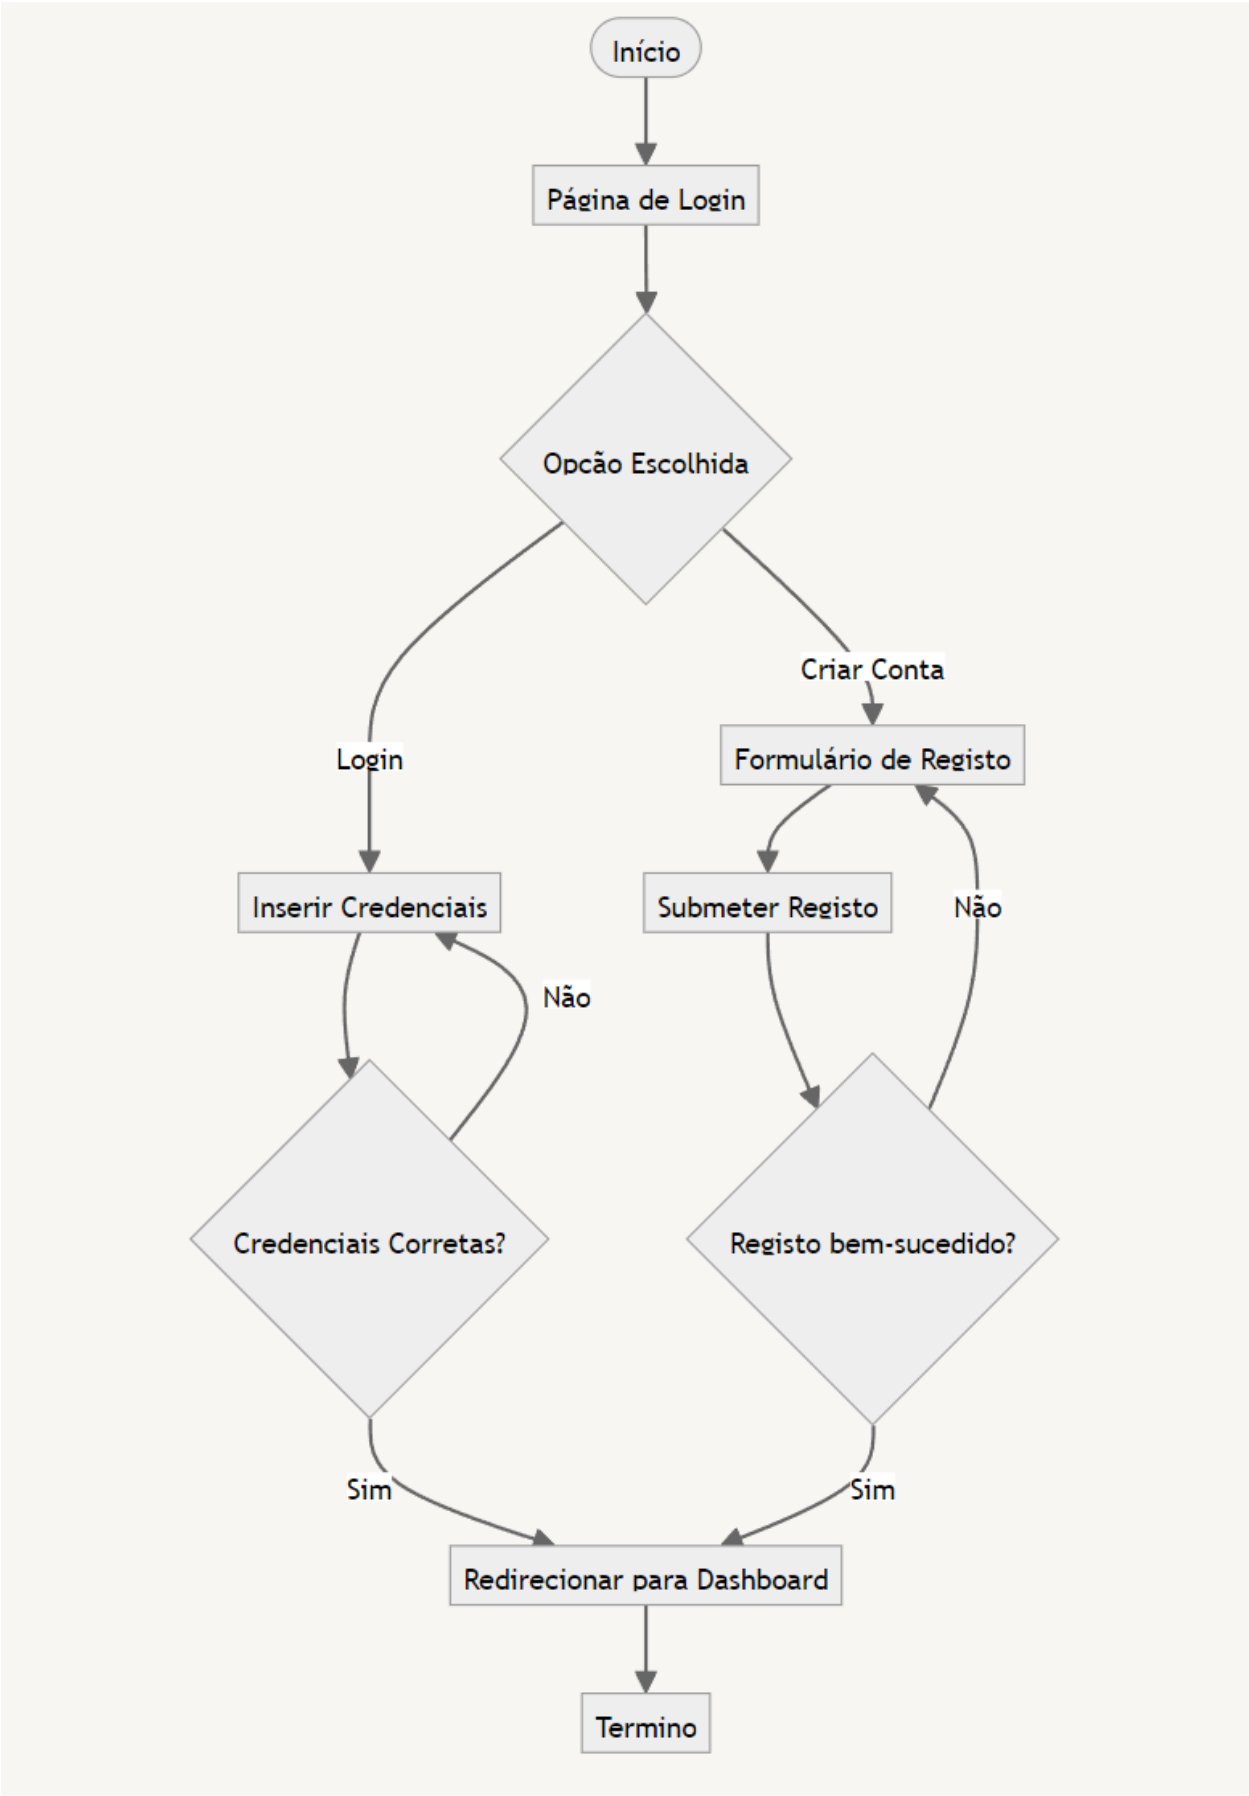 Início
Página de Login
Opção Escolhida
Criar Conta
Login
Formulário de Registo
Inserir Credenciais
Submeter Registo
Não
Não
Credenciais Corretas?
Registo bem-sucedido?
Sim
Sim
Redirecionar para Dashboard
Termino